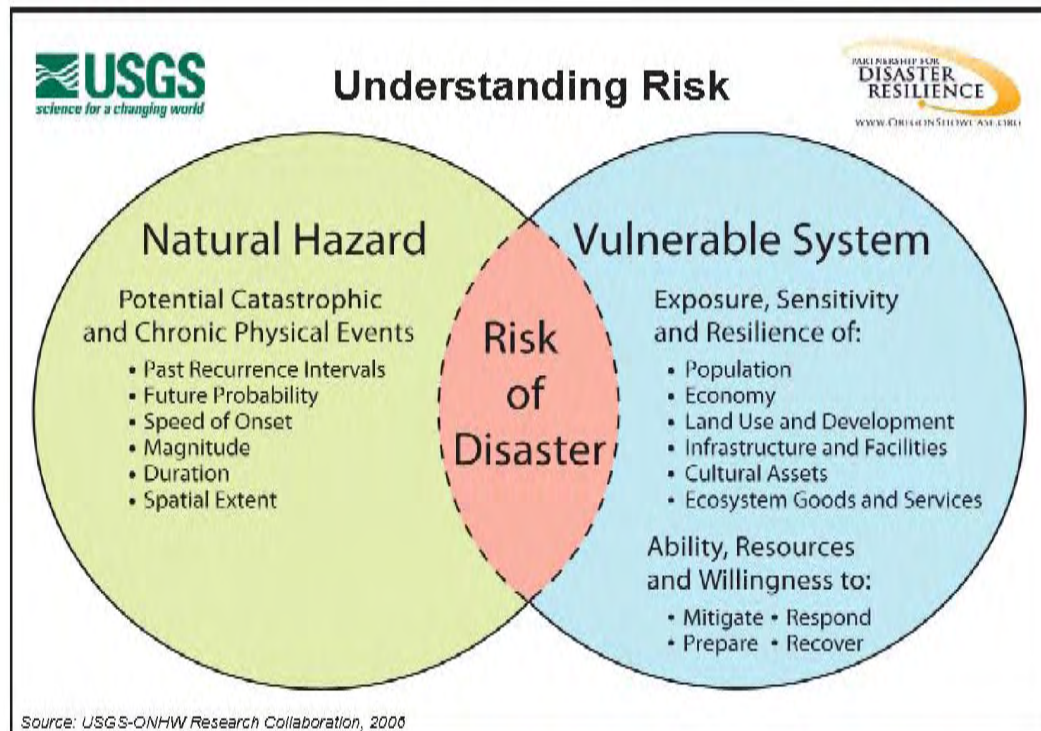 USGS
science for a changing world
Understanding Risk
PARTNERSHIP FOR
DISASTER
RESILIENCE
WWW.OREGONSHOWCASE.ORG
Natural Hazard
Potential Catastrophic
and Chronic Physical Events
• Past Recurrence Intervals
• Future Probability
• Speed of Onset
• Magnitude
• Duration
• Spatial Extent
Risk
of
Disaster
Vulnerable System
Exposure, Sensitivity
and Resilience of:
• Population
• Economy
• Land Use and Development
• Infrastructure and Facilities
• Cultural Assets
• Ecosystem Goods and Services
Ability, Resources
and Willingness to:
• Mitigate • Respond
• Prepare • Recover
Source: USGS-ONHW Research Collaboration, 2006